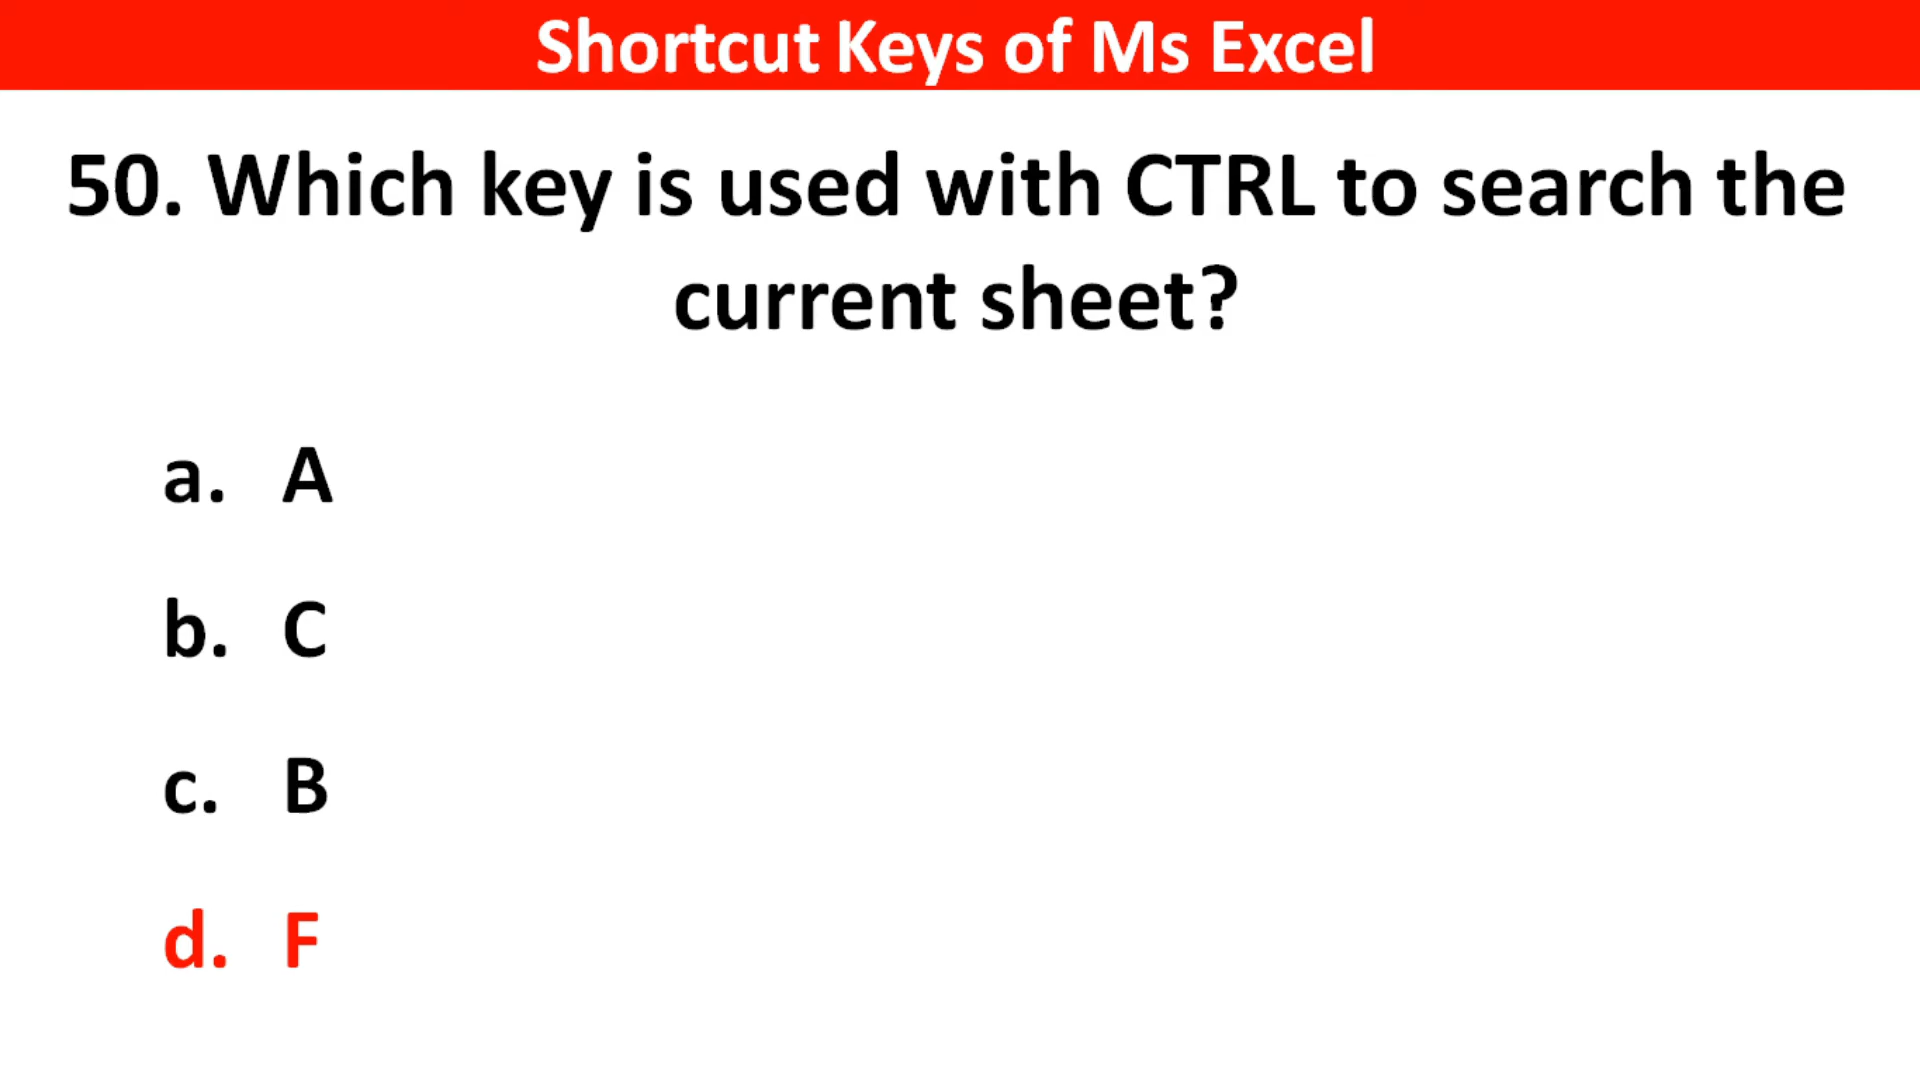 Shortcut Keys of Ms Excel
50. Which key is used with CTRL to search the
current sheet?
a. A
b. C
c. B
d. F